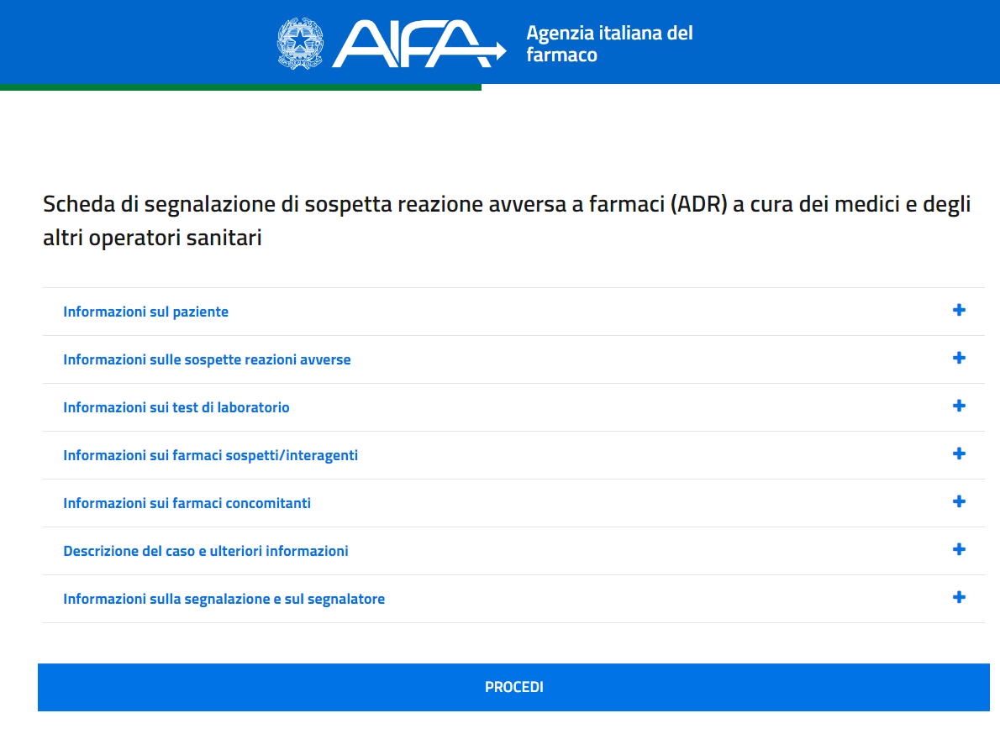 AIFA
Agenzia italiana del
farmaco
Scheda di segnalazione di sospetta reazione avversa a farmaci (ADR) a cura dei medici e degli
altri operatori sanitari
Informazioni sul paziente
Informazioni sulle sospette reazioni avverse
Informazioni sui test di laboratorio
Informazioni sui farmaci sospetti/interagenti
Informazioni sui farmaci concomitanti
Descrizione del caso e ulteriori informazioni
Informazioni sulla segnalazione e sul segnalatore
PROCEDI